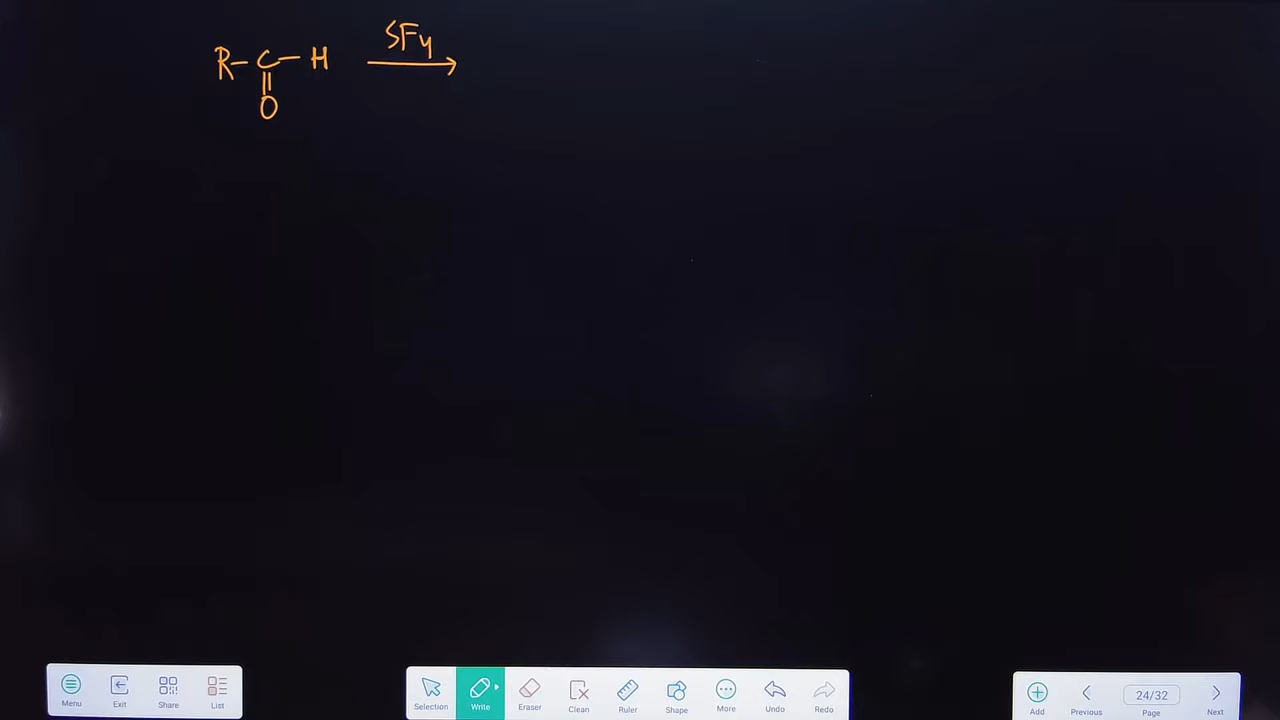 SF4
R-C-H
||
O
Menu Exit Share List
Selection Write Eraser Clean Ruler Shape More Undo Redo
Add Previous 24/32 Page Next